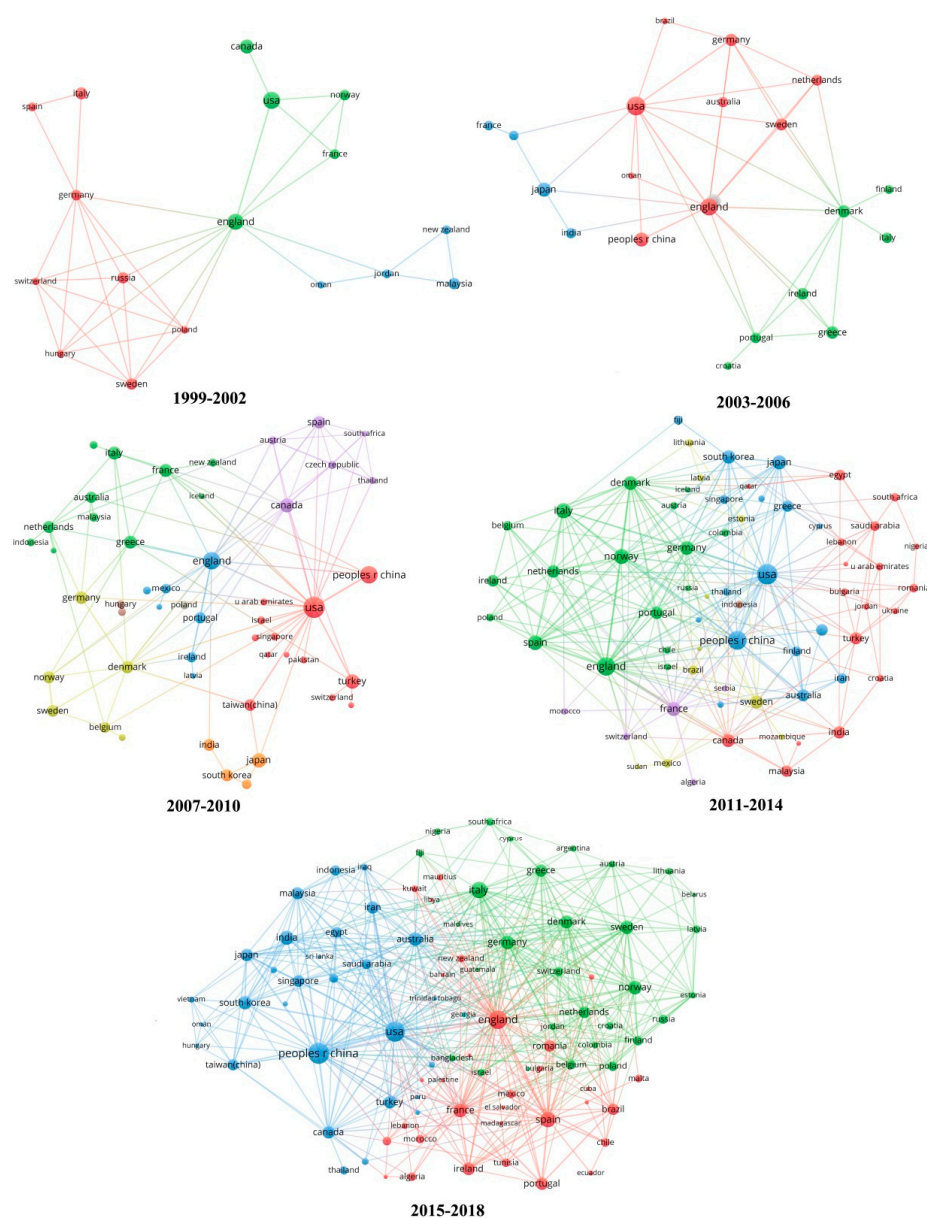 canada
usa
norway
italy
spain
france
germany
england
new zealand
switzerland
russia
jordan
oman
malaysia
poland
hungary
sweden
1999-2002
brazil
germany
netherlands
usa
australia
france
sweden
oman
japan
finland
england
denmark
india
peoples r china
italy
ireland
portugal
greece
croatia
2003-2006
spain
austria
south africa
italy
new zealand
czech republic
france
thailand
australia
iceland
canada
malaysia
netherlands
indonesia
greece
england
peoples r china
mexico
germany
u arab emirates
usa
hungary
poland
portugal
israel
singapore
ireland
qatar
pakistan
denmark
latvia
norway
turkey
switzerland
sweden
taiwan(china)
belgium
india
japan
south korea
2007-2010
fiji
lithuania
south korea
japan
denmark
latvia
qatar
egypt
iceland
singapore
south africa
italy
austria
greece
belgium
estonia
cyprus
saudi arabia
colombia
lebanon
nigeria
norway
germany
usa
u arab emirates
ireland
netherlands
russia
thailand
romania
indonesia
bulgaria
poland
portugal
jordan
ukraine
spain
peoples r china
turkey
chile
finland
england
israel
brazil
iran
croatia
serbia
australia
morocco
france
sweden
switzerland
canada
mozambique
india
sudan
mexico
malaysia
algeria
2011-2014
south africa
nigeria
cyprus
argentina
fiji
indonesia
iraq
greece
austria
mauritius
lithuania
malaysia
kuwait
italy
libya
belarus
iran
maldives
denmark
sweden
latvia
india
egypt
australia
germany
japan
sri lanka
saudi arabia
new zealand
guatemala
switzerland
singapore
bahrain
norway
vietnam
south korea
trinidad tobago
estonia
georgia
netherlands
oman
usa
england
jordan
croatia
russia
hungary
peoples r china
romania
colombia
finland
taiwan(china)
bangladesh
israel
bulgaria
belgium
poland
palestine
cuba
malta
turkey
peru
mexico
france
el salvador
brazil
canada
lebanon
madagascar
spain
morocco
chile
thailand
algeria
ireland
tunisia
ecuador
portugal
2015-2018